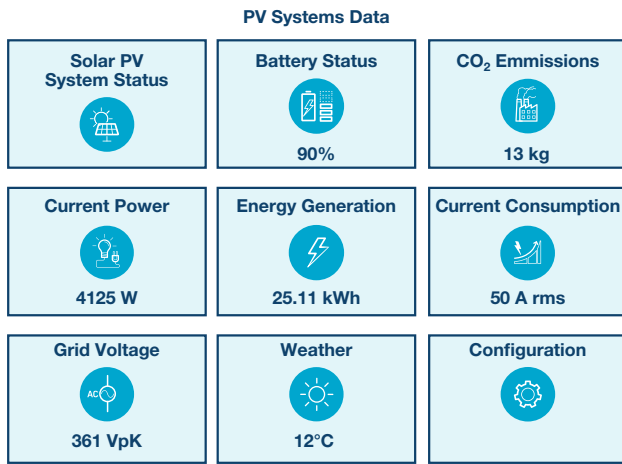 PV Systems Data
Solar PV
System Status
Battery Status
90%
CO₂ Emmissions
13 kg
Current Power
4125 W
Energy Generation
25.11 kWh
Current Consumption
50 A rms
Grid Voltage
AC
361 VpK
Weather
12°C
Configuration